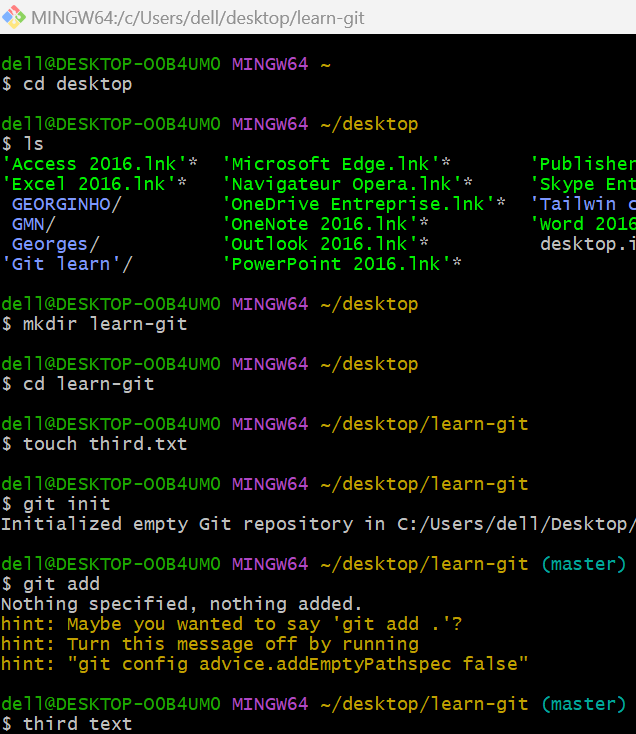 MINGW64:/c/Users/dell/desktop/learn-git
dell@DESKTOP-OOB4UMO MINGW64 ~
$ cd desktop
dell@DESKTOP-OOB4UMO MINGW64 ~/desktop
$ ls
'Access 2016.lnk'* 'Microsoft Edge.lnk'* 'Publisher
'Excel 2016.lnk'* 'Navigateur Opera.lnk'* 'Skype Ent
GEORGINHO/ 'OneDrive Entreprise.lnk'* 'Tailwin c
GMN/ 'OneNote 2016.lnk'* 'Word 2016
Georges/ 'Outlook 2016.lnk'* desktop.i
'Git learn'/ 'PowerPoint 2016.lnk'*
dell@DESKTOP-OOB4UMO MINGW64 ~/desktop
$ mkdir learn-git
dell@DESKTOP-OOB4UMO MINGW64 ~/desktop
$ cd learn-git
dell@DESKTOP-OOB4UMO MINGW64 ~/desktop/learn-git
$ touch third.txt
dell@DESKTOP-OOB4UMO MINGW64 ~/desktop/learn-git
$ git init
Initialized empty Git repository in C:/Users/dell/Desktop/
dell@DESKTOP-OOB4UMO MINGW64 ~/desktop/learn-git (master)
$ git add
Nothing specified, nothing added.
hint: Maybe you wanted to say 'git add .'?
hint: Turn this message off by running
hint: "git config advice.addEmptyPathspec false"
dell@DESKTOP-OOB4UMO MINGW64 ~/desktop/learn-git (master)
$ third text